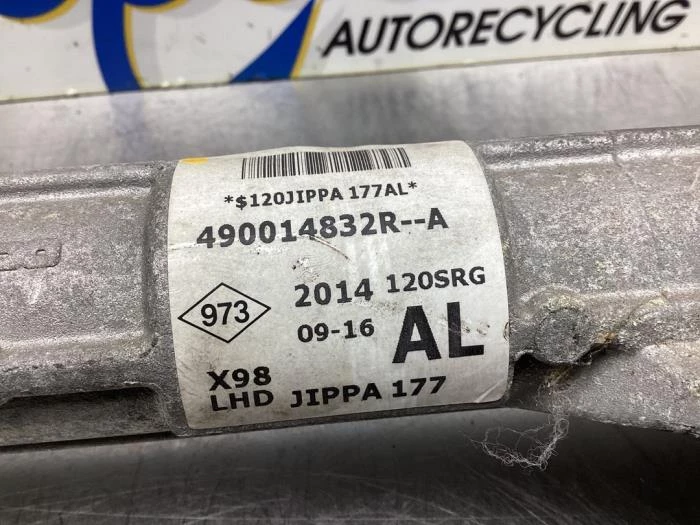 AUTORECYCLING
*$120JIPPA 177AL*
490014832R--A
973
2014 120SRG
09-16 AL
X98
LHD JIPPA 177